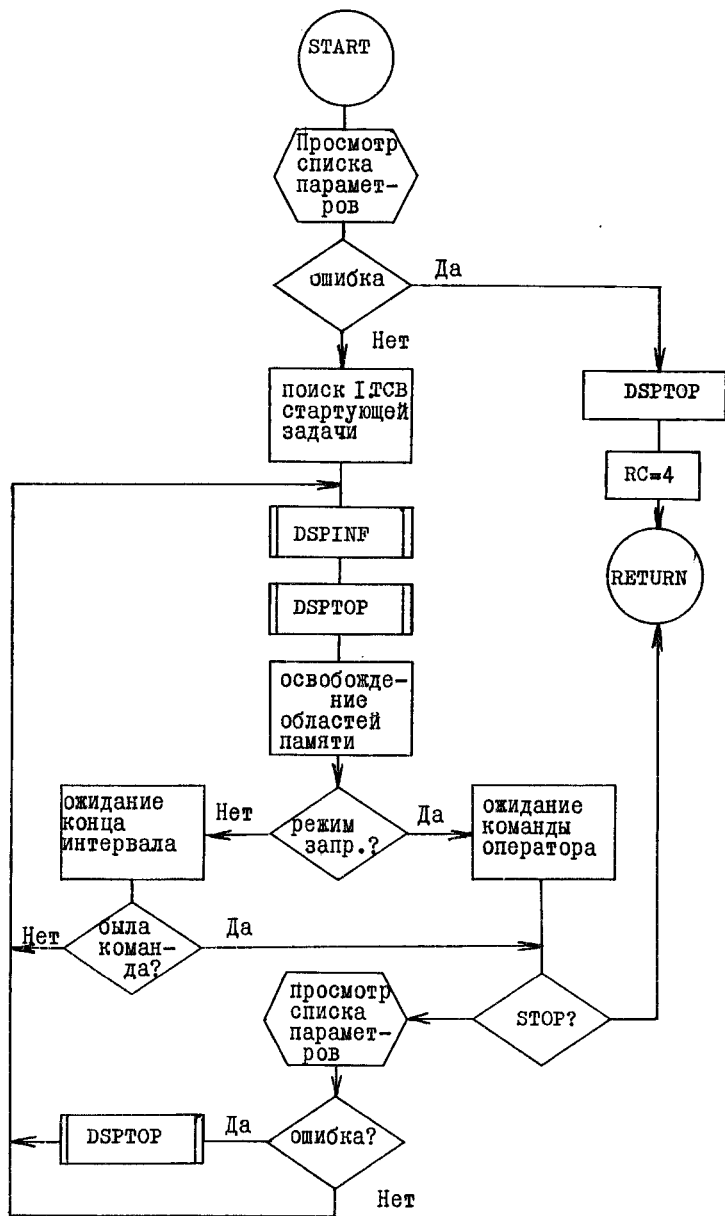 START
Просмотр
списка
парамет-
ров
ошибка
Да
Нет
поиск I.TCB
стартующей
задачи
DSPTOP
RC=4
RETURN
DSPINF
DSPTOP
освобожде-
ние
областей
памяти
ожидание
конца
интервала
Нет
режим
запр.?
Да
ожидание
команды
оператора
Нет
была
коман-
да?
Да
Просмотр
списка
парамет-
ров
STOP?
DSPTOP
Да
ошибка?
Нет